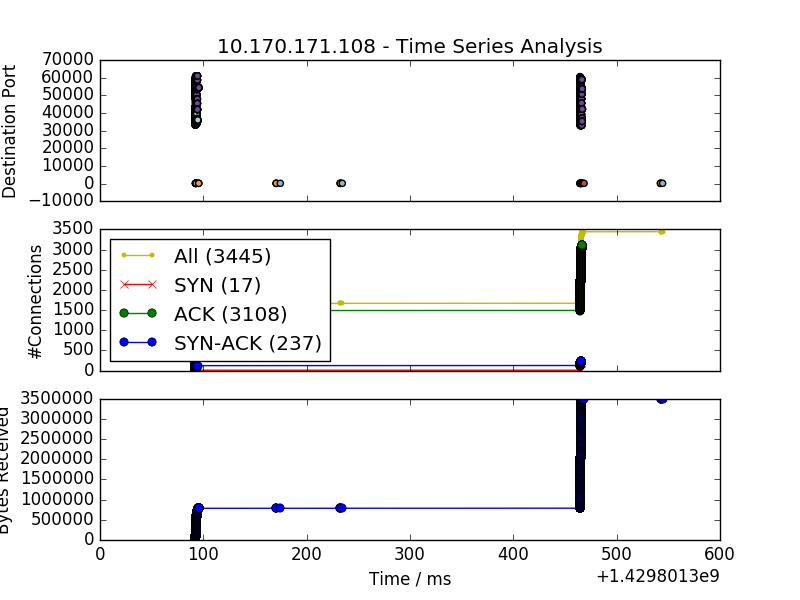 10.170.171.108 - Time Series Analysis
70000
60000
50000
40000
30000
20000
10000
0
−10000
Destination Port
3500
3000
2500
2000
1500
1000
500
0
#Connections
All (3445)
SYN (17)
ACK (3108)
SYN-ACK (237)
3500000
3000000
2500000
2000000
1500000
1000000
500000
0
Bytes Received
0 100 200 300 400 500 600
Time / ms
+1.4298013e9